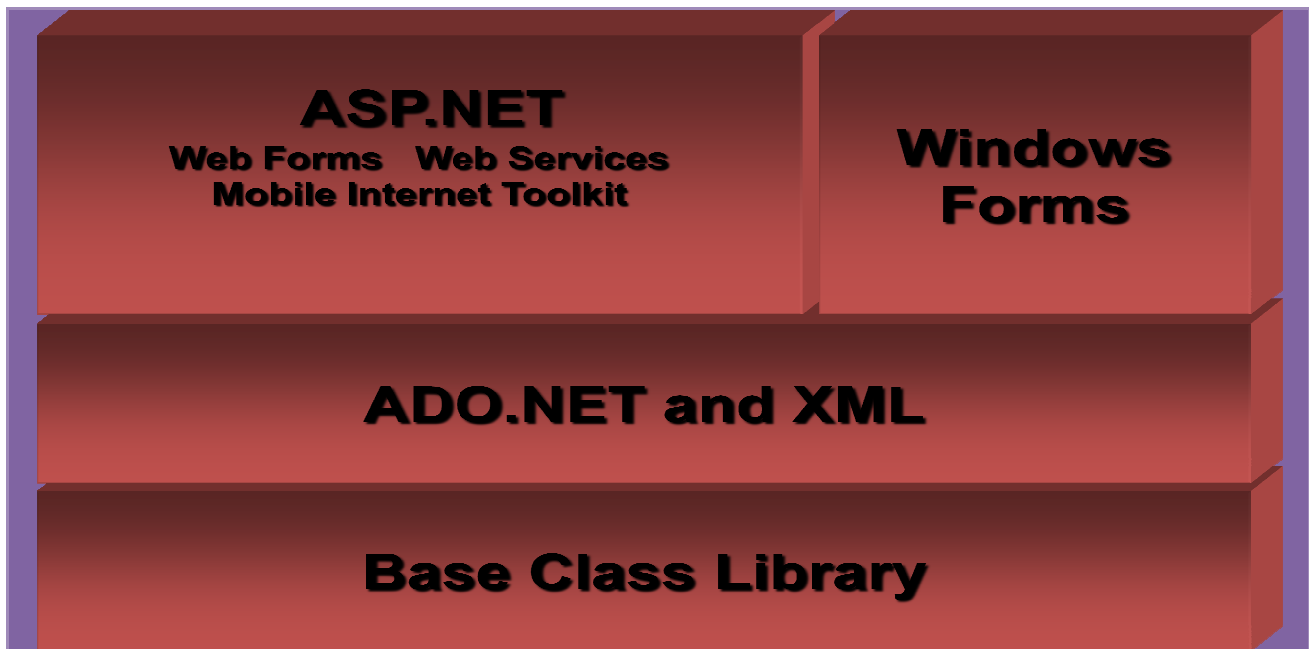 ASP.NET
Web Forms Web Services
Mobile Internet Toolkit
Windows
Forms
ADO.NET and XML
Base Class Library